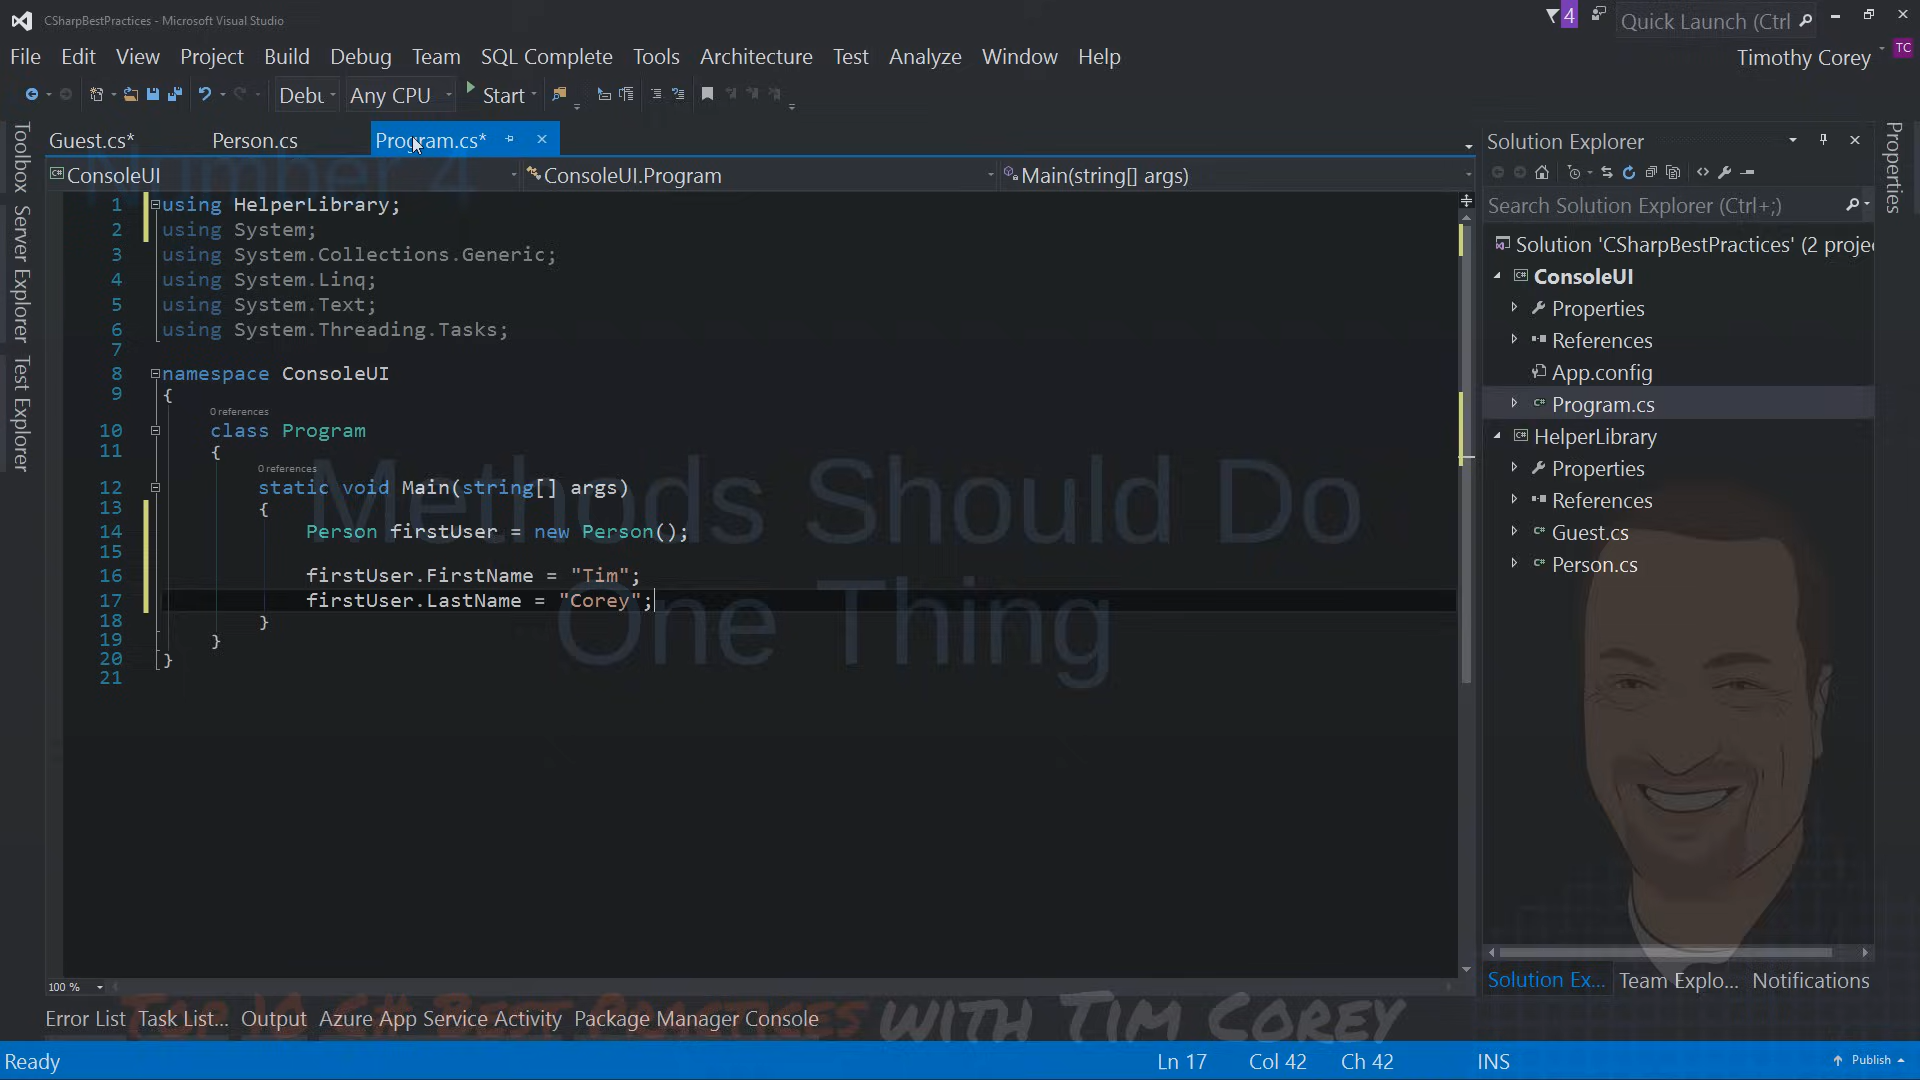 CSharpBestPractices - Microsoft Visual Studio
4
Quick Launch (Ctrl
File Edit View Project Build Debug Team SQL Complete Tools Architecture Test Analyze Window Help
Timothy Corey
TC
Any CPU
Start
Toolbox
Server Explorer
Test Explorer
Guest.cs* Person.cs Program.cs*
Number 4
ConsoleUI ConsoleUI.Program Main(string[] args)
1 using HelperLibrary;
2 using System;
3 using System.Collections.Generic;
4 using System.Linq;
5 using System.Text;
6 using System.Threading.Tasks;
7
8 namespace ConsoleUI
9 {
0 references
10 class Program
11 {
0 references
12 static void Main(string[] args)
13 {
14 Person firstUser = new Person();
15
16 firstUser.FirstName = "Tim";
17 firstUser.LastName = "Corey";
18 }
19 }
20 }
21
Methods Should Do
One Thing
Solution Explorer
Search Solution Explorer (Ctrl+;)
Solution 'CSharpBestPractices' (2 proje
ConsoleUI
Properties
References
App.config
Program.cs
HelperLibrary
Properties
References
Guest.cs
Person.cs
Properties
Solution Ex... Team Explo... Notifications
100 %
Top 10 C# Best Practices with Tim Corey
Error List Task List... Output Azure App Service Activity Package Manager Console
Ready
Ln 17 Col 42 Ch 42 INS
Publish